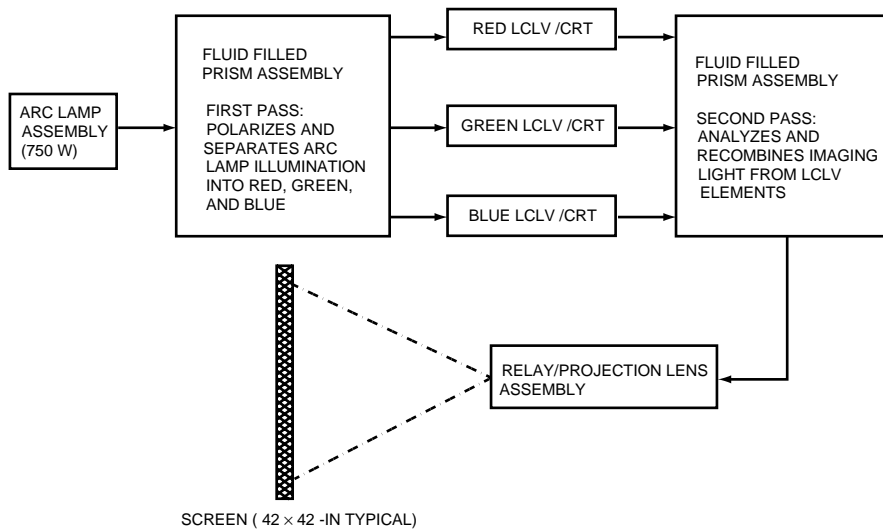 ARC LAMP
ASSEMBLY
(750 W)
FLUID FILLED
PRISM ASSEMBLY
FIRST PASS:
POLARIZES AND
SEPARATES ARC
LAMP ILLUMINATION
INTO RED, GREEN,
AND BLUE
RED LCLV /CRT
GREEN LCLV /CRT
BLUE LCLV /CRT
FLUID FILLED
PRISM ASSEMBLY
SECOND PASS:
ANALYZES AND
RECOMBINES IMAGING
LIGHT FROM LCLV
ELEMENTS
RELAY/PROJECTION LENS
ASSEMBLY
SCREEN ( 42 × 42 -IN TYPICAL)